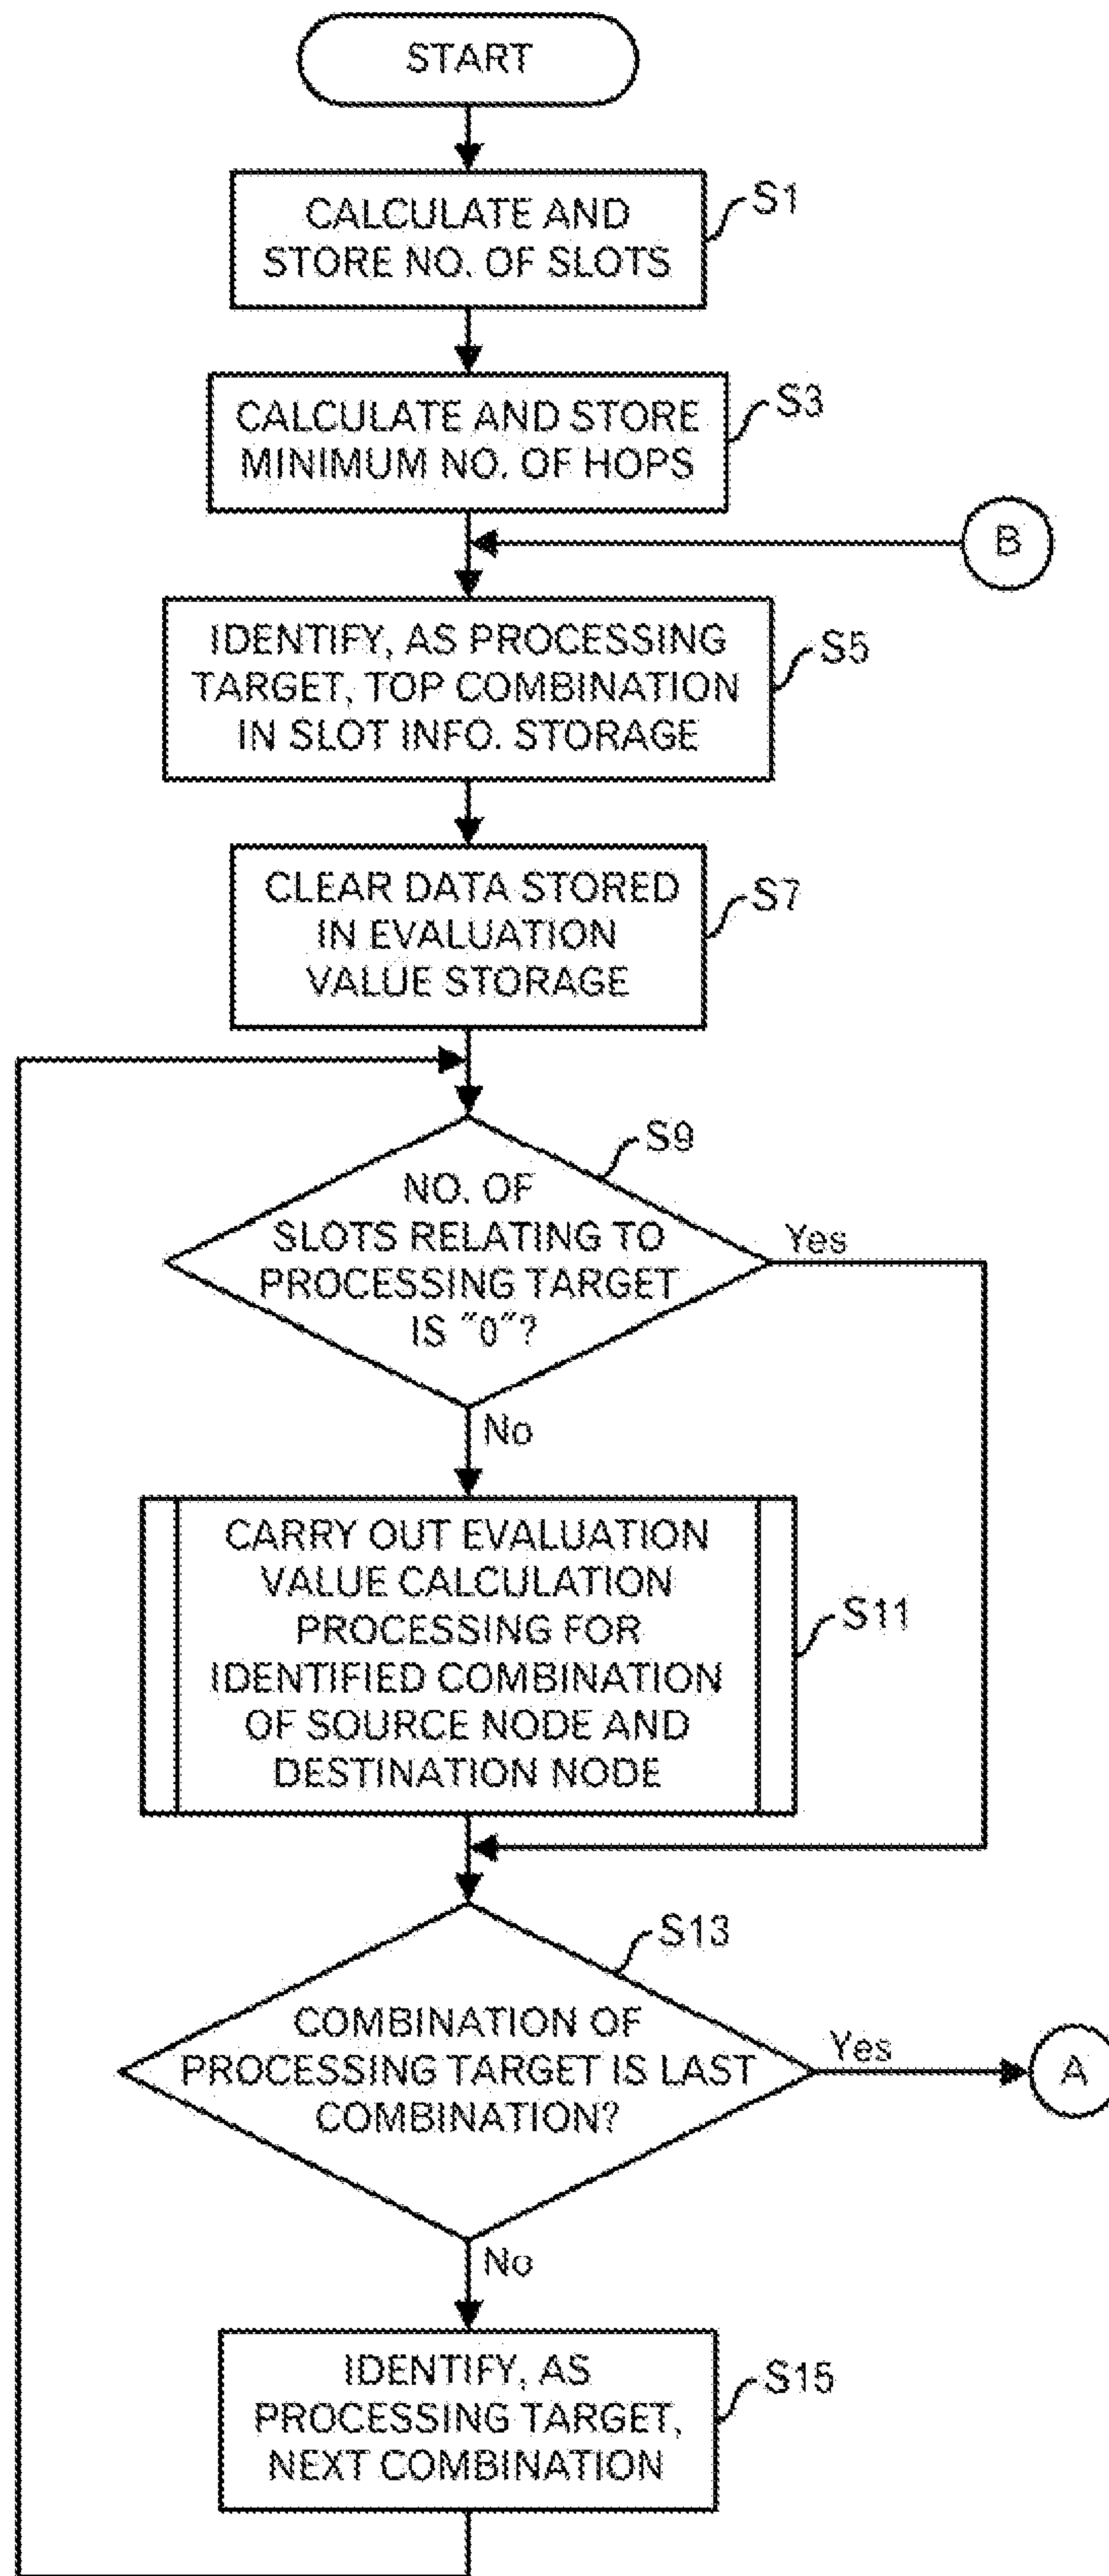 START
CALCULATE AND
STORE NO. OF SLOTS
S1
CALCULATE AND STORE
MINIMUM NO. OF HOPS
S3
B
IDENTIFY, AS PROCESSING
TARGET, TOP COMBINATION
IN SLOT INFO. STORAGE
S5
CLEAR DATA STORED
IN EVALUATION
VALUE STORAGE
S7
S9
NO. OF
SLOTS RELATING TO
PROCESSING TARGET
IS "0"?
Yes
No
CARRY OUT EVALUATION
VALUE CALCULATION
PROCESSING FOR
IDENTIFIED COMBINATION
OF SOURCE NODE AND
DESTINATION NODE
S11
S13
COMBINATION OF
PROCESSING TARGET IS LAST
COMBINATION?
Yes
A
No
IDENTIFY, AS
PROCESSING TARGET,
NEXT COMBINATION
S15